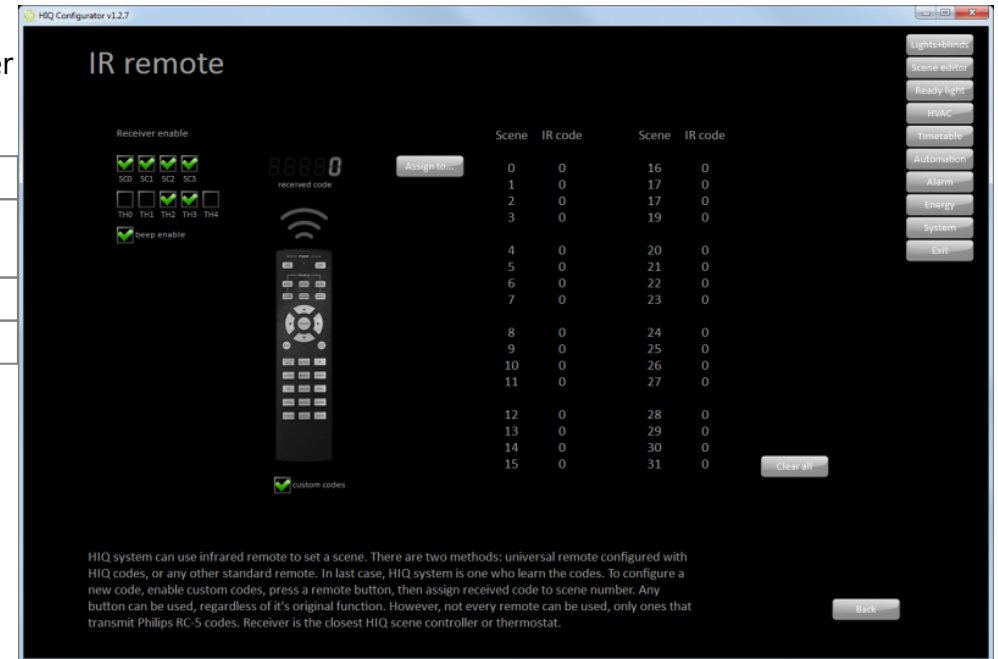 HIQ Configurator v1.2.7
er
IR remote
Lights+blinds
Scene editor
Ready light
HVAC
Timetable
Automation
Alarm
Energy
System
Exit
Receiver enable
SC0 SC1 SC2 SC3
TH0 TH1 TH2 TH3 TH4
beep enable
0
received code
Assign to...
custom codes
Scene IR code Scene IR code
0 0 16 0
1 0 17 0
2 0 17 0
3 0 19 0
4 0 20 0
5 0 21 0
6 0 22 0
7 0 23 0
8 0 24 0
9 0 25 0
10 0 26 0
11 0 27 0
12 0 28 0
13 0 29 0
14 0 30 0
15 0 31 0
Clear all
HIQ system can use infrared remote to set a scene. There are two methods: universal remote configured with
HIQ codes, or any other standard remote. In last case, HIQ system is one who learn the codes. To configure a
new code, enable custom codes, press a remote button, then assign received code to scene number. Any
button can be used, regardless of it's original function. However, not every remote can be used, only ones that
transmit Philips RC-5 codes. Receiver is the closest HIQ scene controller or thermostat.
Back